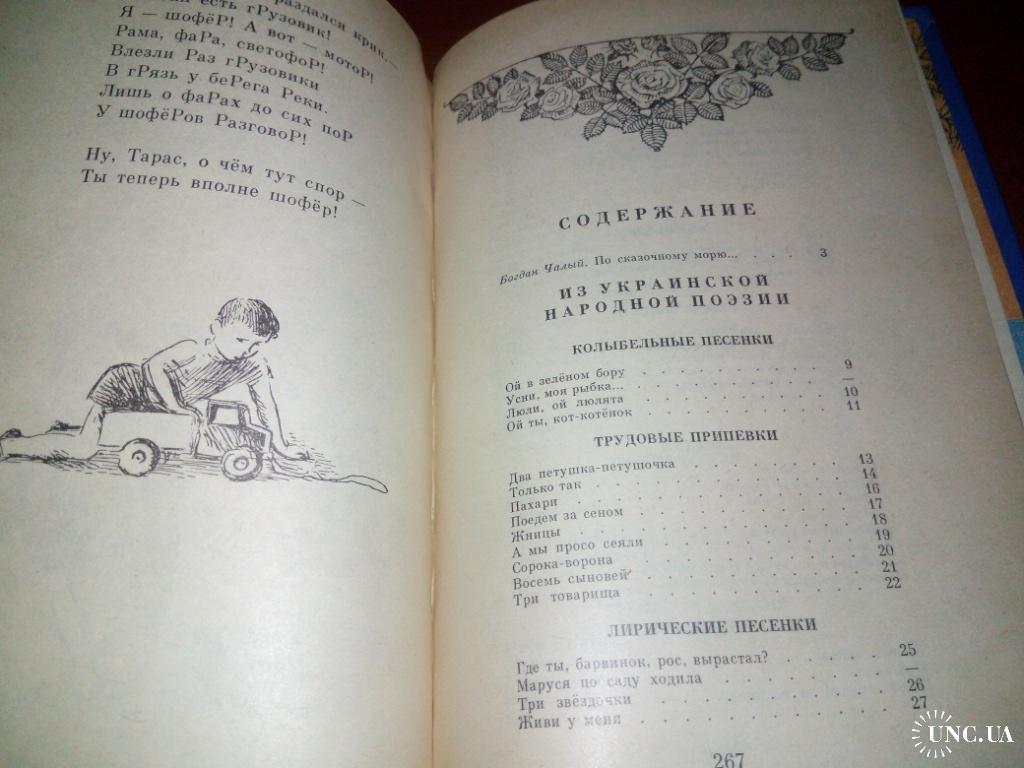 раздался крик,—
есть гРузовик!
Я — шофёР! А вот — мотоР!
Рама, фаРа, светофоР!
Влезли Раз гРузовики
В гРязь у беРега Реки.
Лишь о фаРах до сих поР
У шофёРов РазговоР!
Ну, Тарас, о чём тут спор —
Ты теперь вполне шофёр!
СОДЕРЖАНИЕ
Богдан Чалый. По сказочному морю... . . . . 3
ИЗ УКРАИНСКОЙ
НАРОДНОЙ ПОЭЗИИ
КОЛЫБЕЛЬНЫЕ ПЕСЕНКИ
Ой в зелёном бору . . . . . . . . . 9
Усни, моя рыбка... . . . . . . . . . —
Люли, ой люлята . . . . . . . . . 10
Ой ты, кот-котёнок . . . . . . . . . 11
ТРУДОВЫЕ ПРИПЕВКИ
Два петушка-петушочка . . . . . . . . 13
Только так . . . . . . . . . . . 14
Пахари . . . . . . . . . . . . 16
Поедем за сеном . . . . . . . . . . 17
Жницы . . . . . . . . . . . . 18
А мы просо сеяли . . . . . . . . . 19
Сорока-ворона . . . . . . . . . . 20
Восемь сыновей . . . . . . . . . . 21
Три товарища . . . . . . . . . . 22
ЛИРИЧЕСКИЕ ПЕСЕНКИ
Где ты, барвинок, рос, вырастал? . . . . . 25
Маруся по саду ходила . . . . . . . . —
Три звёздочки . . . . . . . . . . 26
Живи у меня . . . . . . . . . . 27
267
UNC.UA